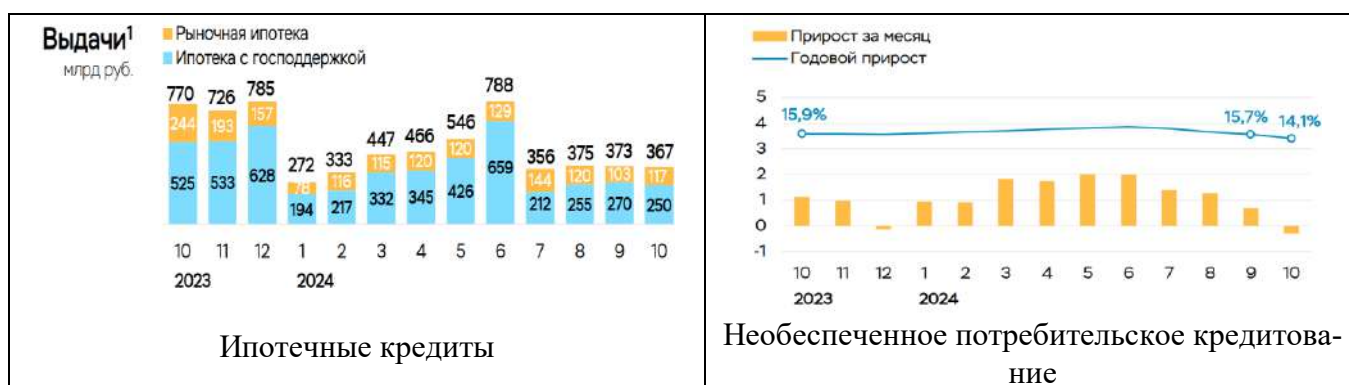 Выдачи¹
млрд руб.
Рыночная ипотека
Ипотека с господдержкой
770 726 785 272 333 447 466 546 788 356 375 373 367
244 193 157 78 116 115 120 120 129 144 120 103 117
525 533 628 194 217 332 345 426 659 212 255 270 250
10 11 12 1 2 3 4 5 6 7 8 9 10
2023 2024
Ипотечные кредиты
Прирост за месяц
Годовой прирост
5
4
3
2
1
0
-1
15,9% 15,7% 14,1%
10 11 12 1 2 3 4 5 6 7 8 9 10
2023 2024
Необеспеченное потребительское кредитова-
ние